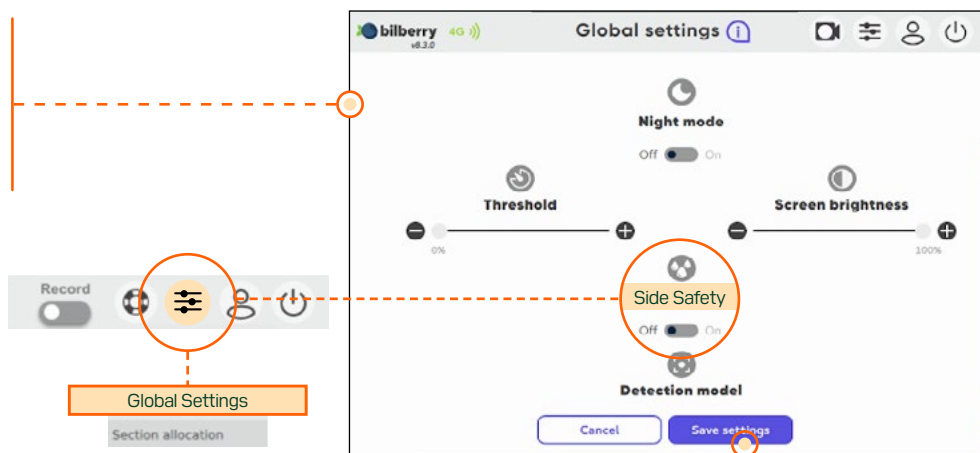 bilberry 4G
v8.3.0
Global settings i
Night mode
Off On
Threshold
Screen brightness
0%
100%
Side Safety
Off On
Detection model
Cancel
Save settings
Record
Global Settings
Section allocation